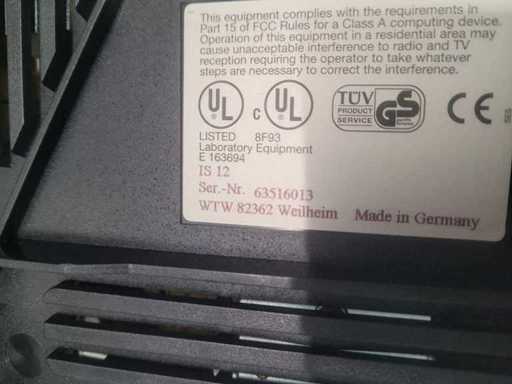 This equipment complies with the requirements in
Part 15 of FCC Rules for a Class A computing device.
Operation of this equipment in a residential area may
cause unacceptable interference to radio and TV
reception requiring the operator to take whatever
steps are necessary to correct the interference.
UL C UL TÜV PRODUCT SERVICE GS CE
LISTED 8F93
Laboratory Equipment
E 163694
IS 12
Ser.-Nr. 63516013
WTW 82362 Weilheim Made in Germany